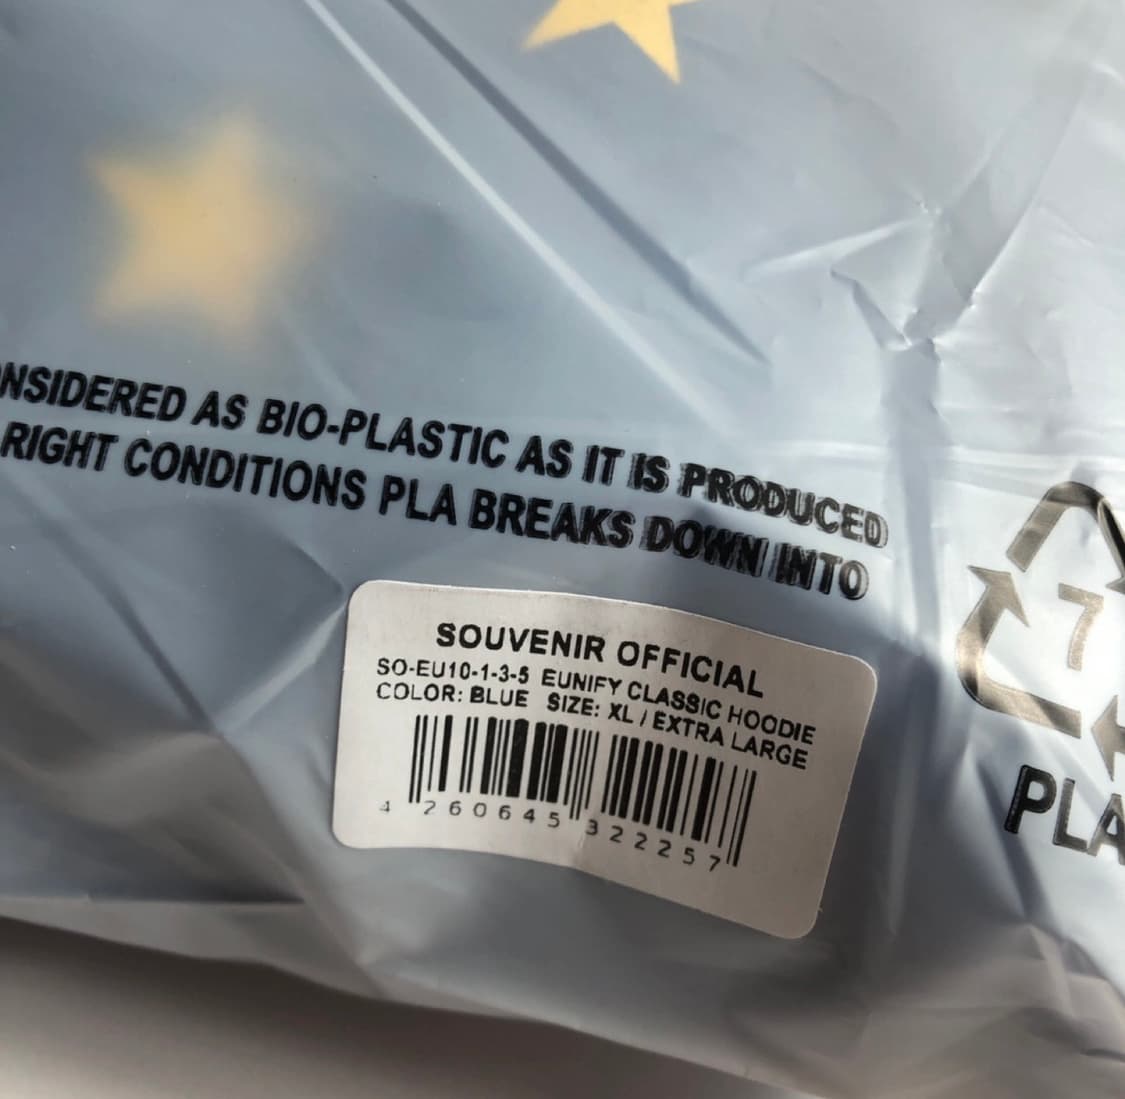 NSIDERED AS BIO-PLASTIC AS IT IS PRODUCED
RIGHT CONDITIONS PLA BREAKS DOWN INTO
SOUVENIR OFFICIAL
SO-EU10-1-3-5 EUNIFY CLASSIC HOODIE
COLOR: BLUE SIZE: XL / EXTRA LARGE
4 260645 322257
7
PLA